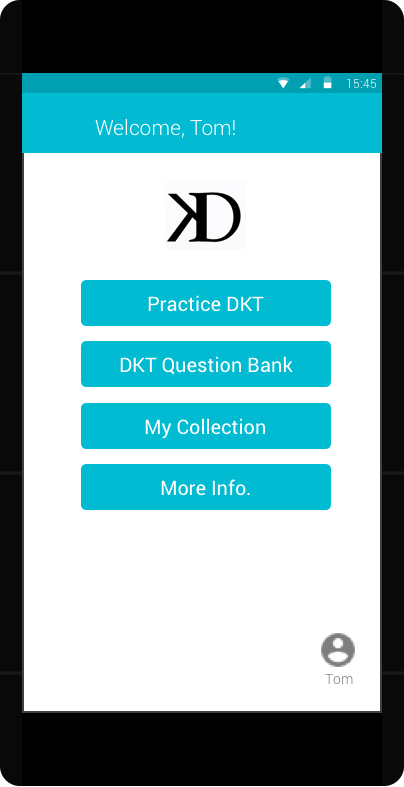 15:45
Welcome, Tom!
KD
Practice DKT
DKT Question Bank
My Collection
More Info.
Tom